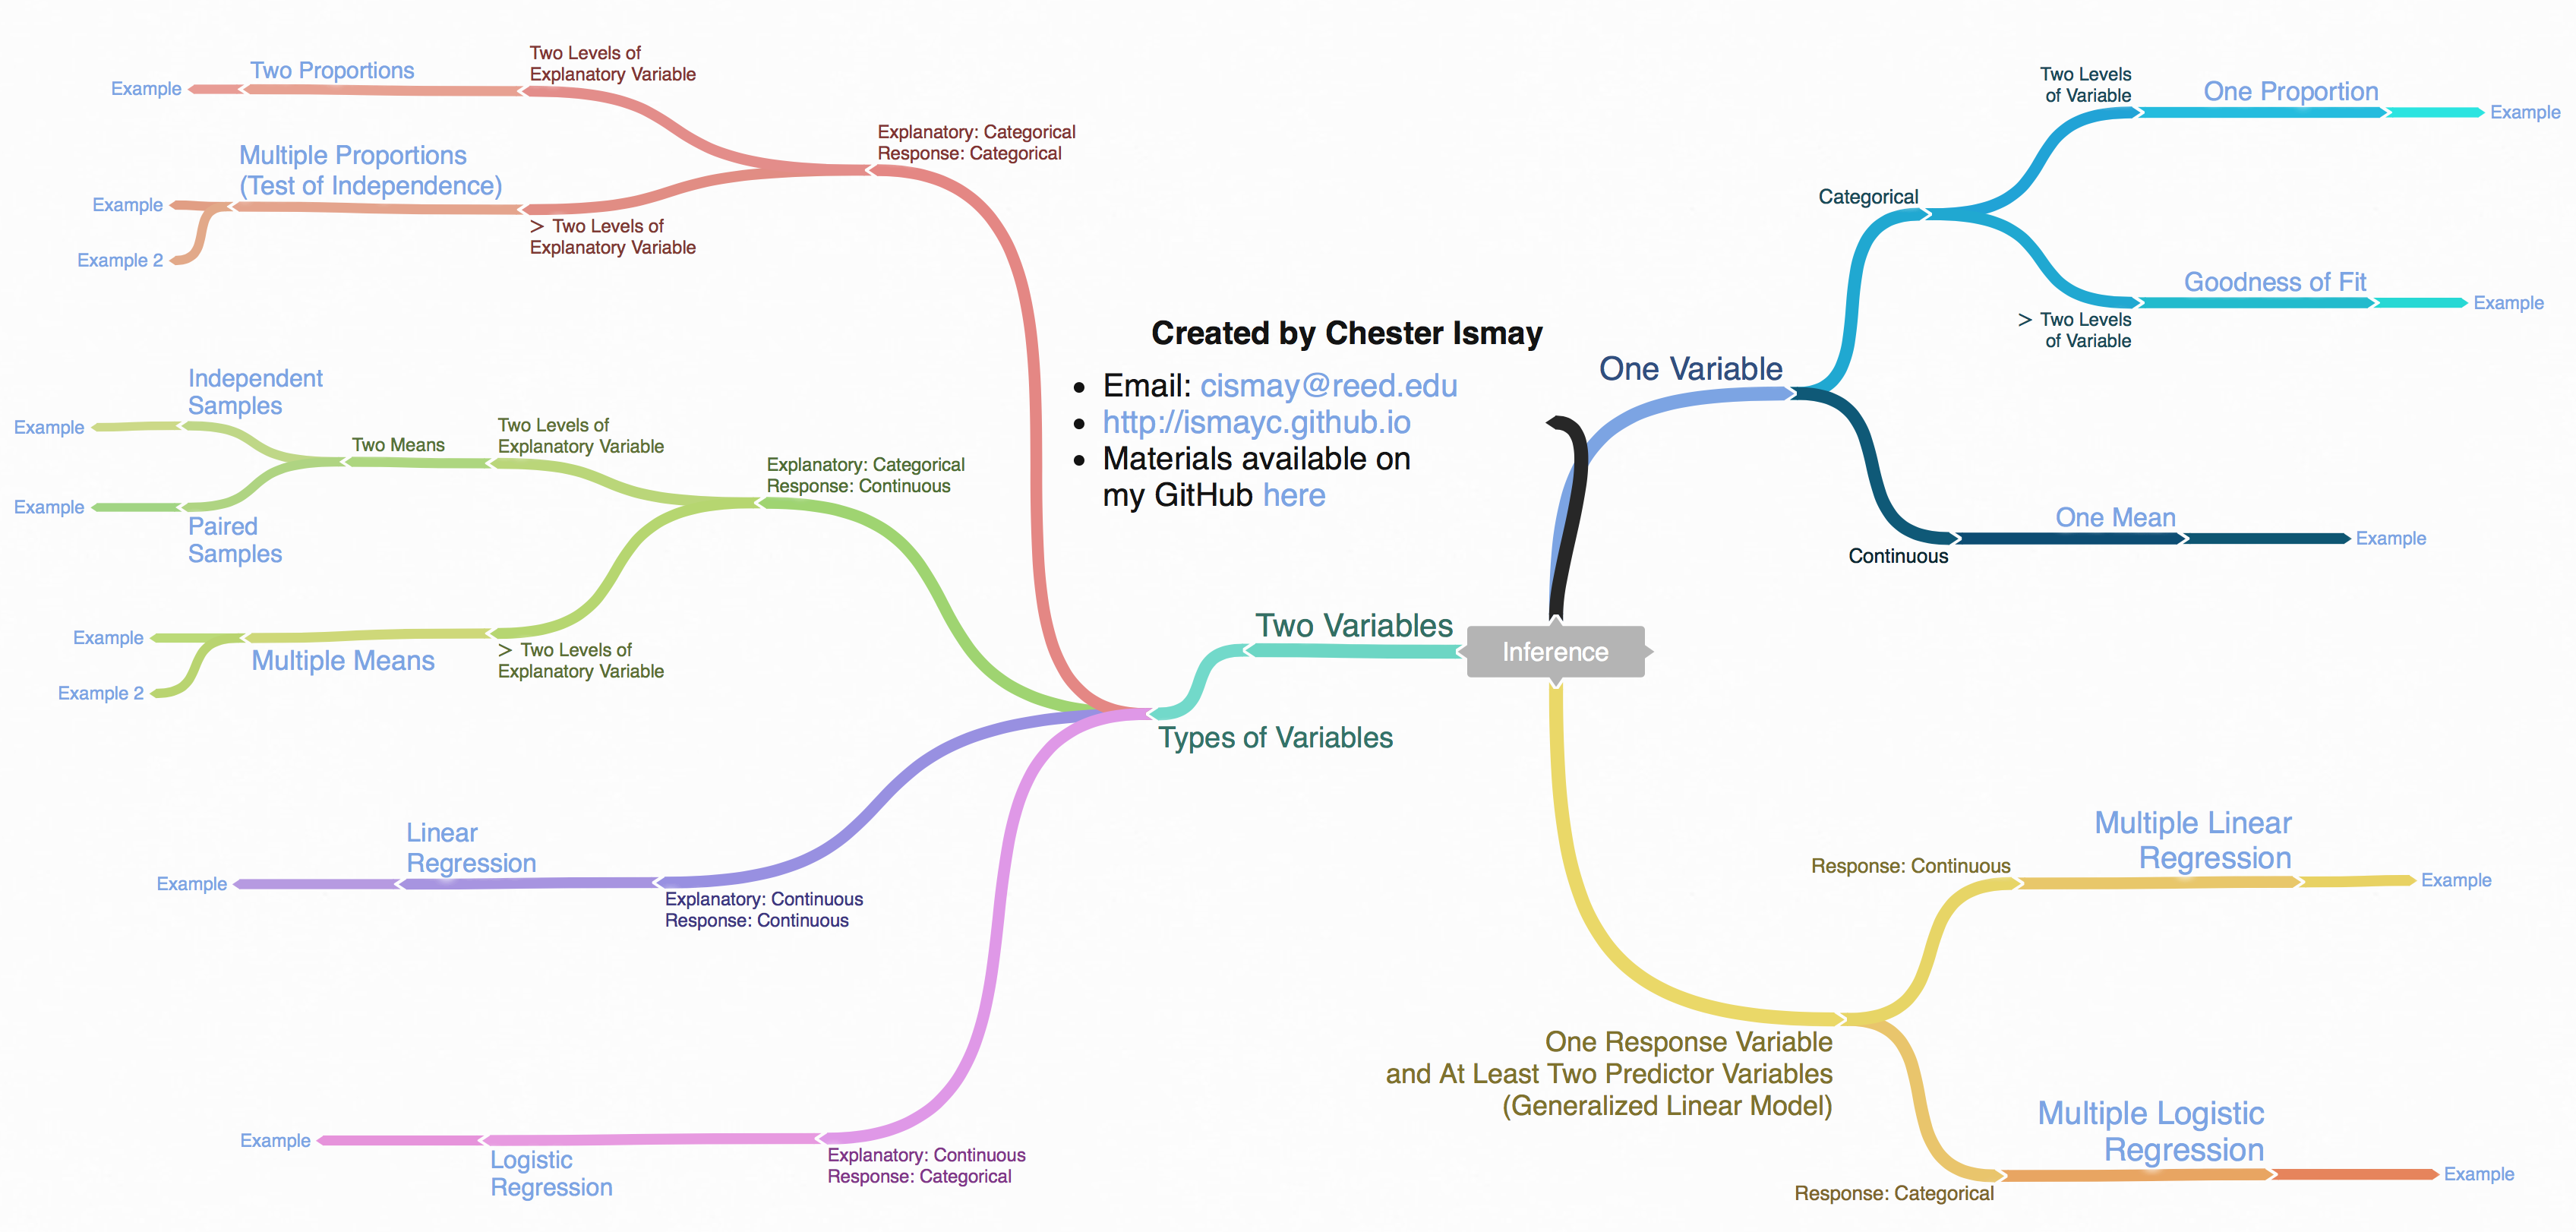 Two Proportions
Example
Two Levels of
Explanatory Variable
Multiple Proportions
(Test of Independence)
Example
Example 2
> Two Levels of
Explanatory Variable
Explanatory: Categorical
Response: Categorical
Independent
Samples
Example
Two Means
Two Levels of
Explanatory Variable
Example
Paired
Samples
Explanatory: Categorical
Response: Continuous
Example
Multiple Means
Example 2
> Two Levels of
Explanatory Variable
Linear
Regression
Example
Explanatory: Continuous
Response: Continuous
Example
Logistic
Regression
Explanatory: Continuous
Response: Categorical
Types of Variables
Two Variables
Inference
Created by Chester Ismay
• Email: cismay@reed.edu
• http://ismayc.github.io
• Materials available on
my GitHub here
One Variable
Categorical
Two Levels
of Variable
One Proportion
Example
> Two Levels
of Variable
Goodness of Fit
Example
Continuous
One Mean
Example
One Response Variable
and At Least Two Predictor Variables
(Generalized Linear Model)
Response: Continuous
Multiple Linear
Regression
Example
Response: Categorical
Multiple Logistic
Regression
Example